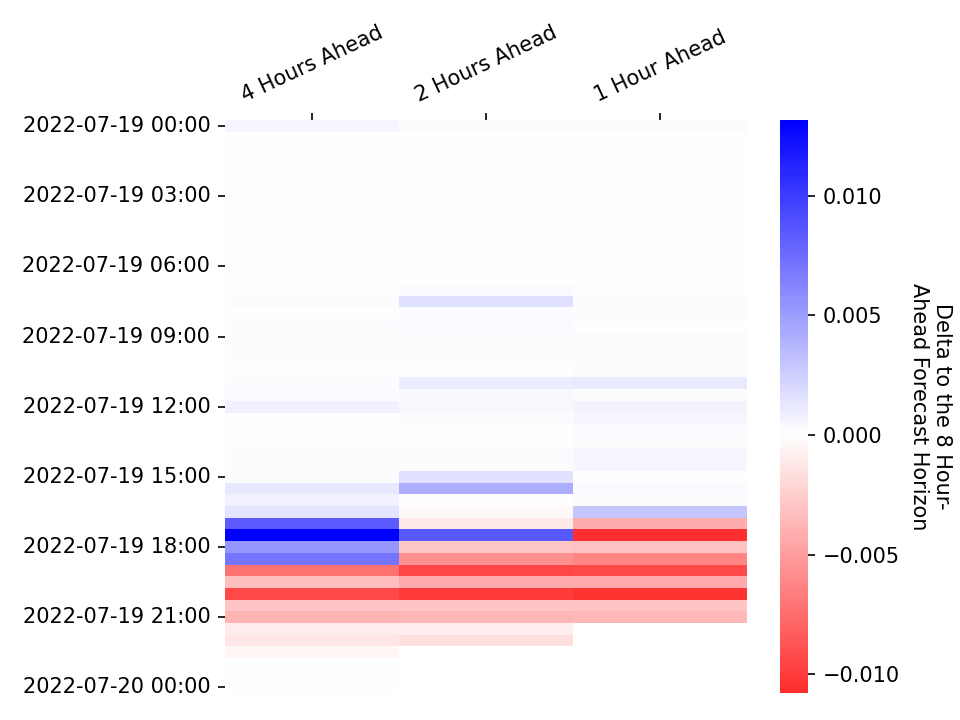 4 Hours Ahead
2 Hours Ahead
1 Hour Ahead
2022-07-19 00:00
2022-07-19 03:00
2022-07-19 06:00
2022-07-19 09:00
2022-07-19 12:00
2022-07-19 15:00
2022-07-19 18:00
2022-07-19 21:00
2022-07-20 00:00
0.010
0.005
0.000
−0.005
−0.010
Delta to the 8 Hour-
Ahead Forecast Horizon